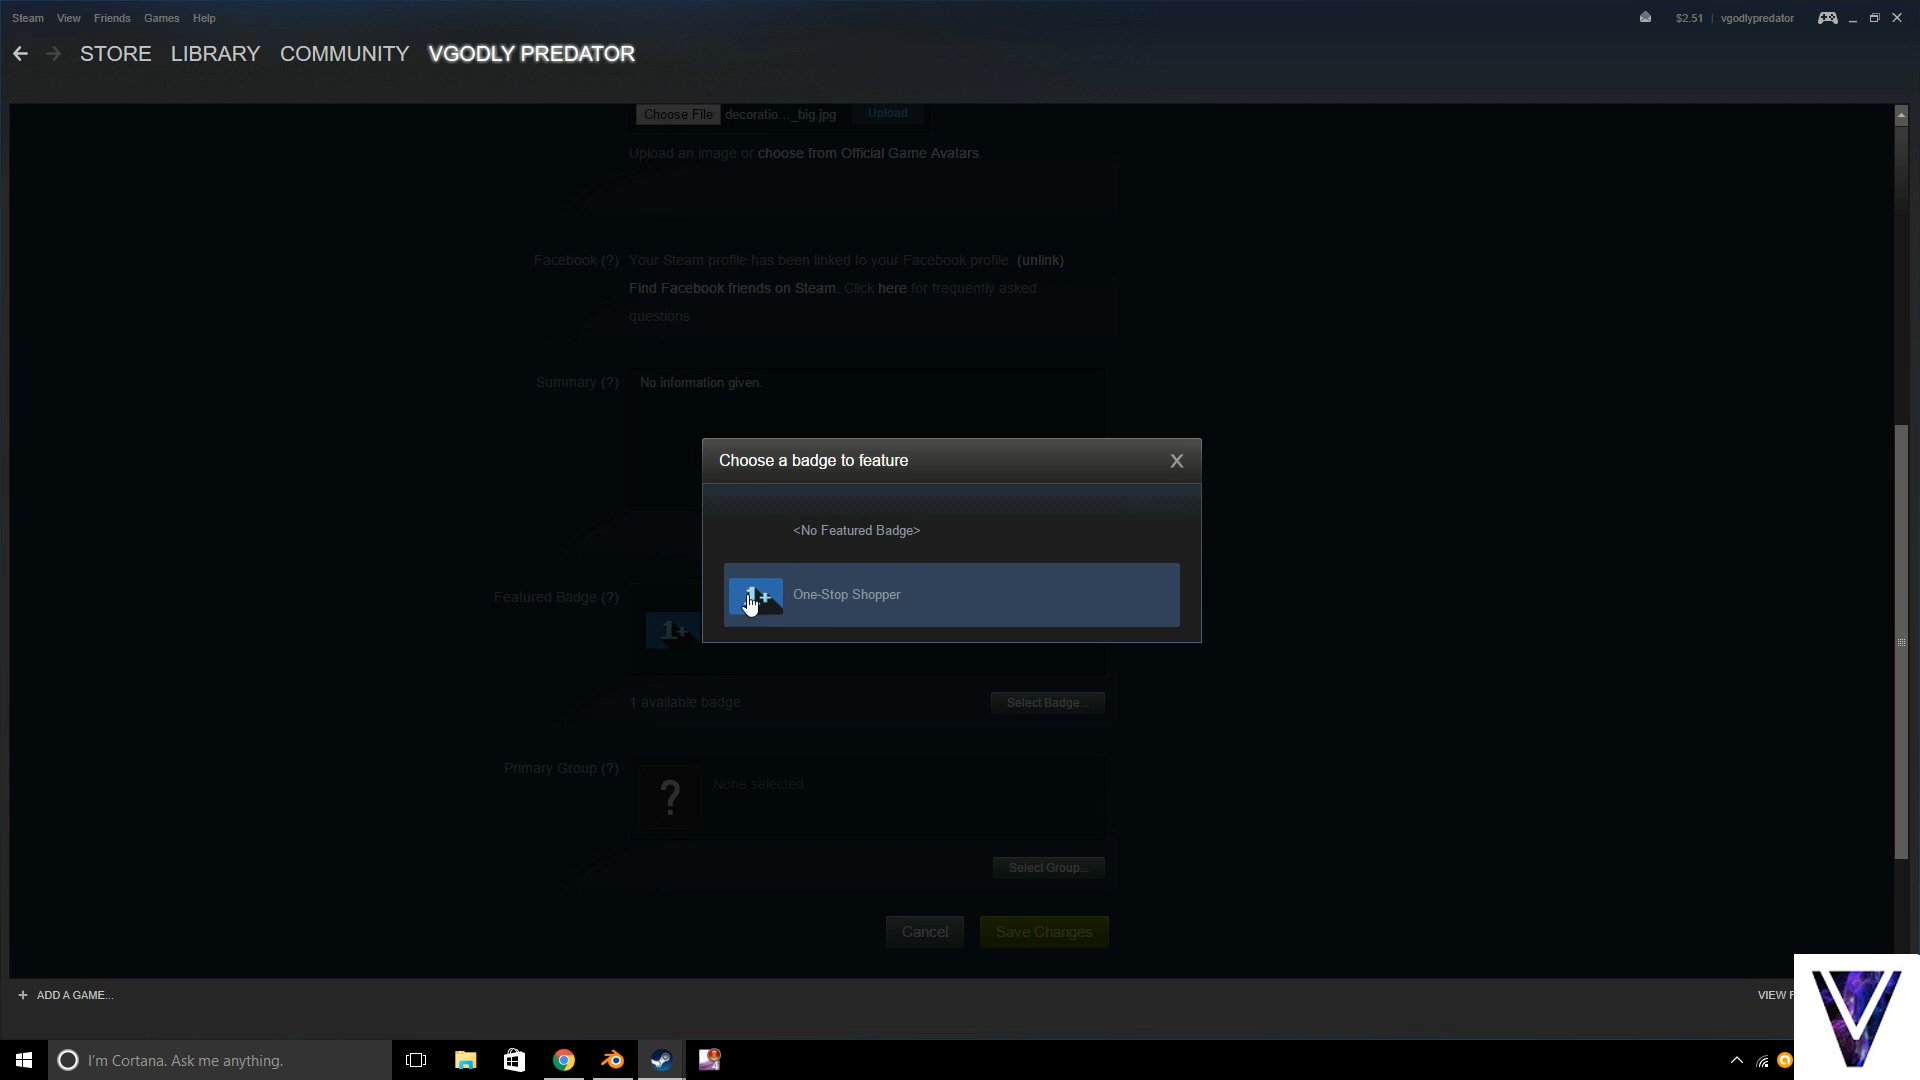 Steam View Friends Games Help
$2.51 | vgodlypredator
STORE LIBRARY COMMUNITY VGODLY PREDATOR
Choose File decoratio..._big.jpg Upload
Upload an image or choose from Official Game Avatars.
Facebook (?) Your Steam profile has been linked to your Facebook profile. (unlink)
Find Facebook friends on Steam. Click here for frequently asked
questions.
Summary (?) No information given.
Choose a badge to feature X
<No Featured Badge>
1+ One-Stop Shopper
Featured Badge (?)
1+
1 available badge Select Badge...
Primary Group (?) ? None selected
Select Group...
Cancel Save Changes
+ ADD A GAME... VIEW
V
I'm Cortana. Ask me anything.
4